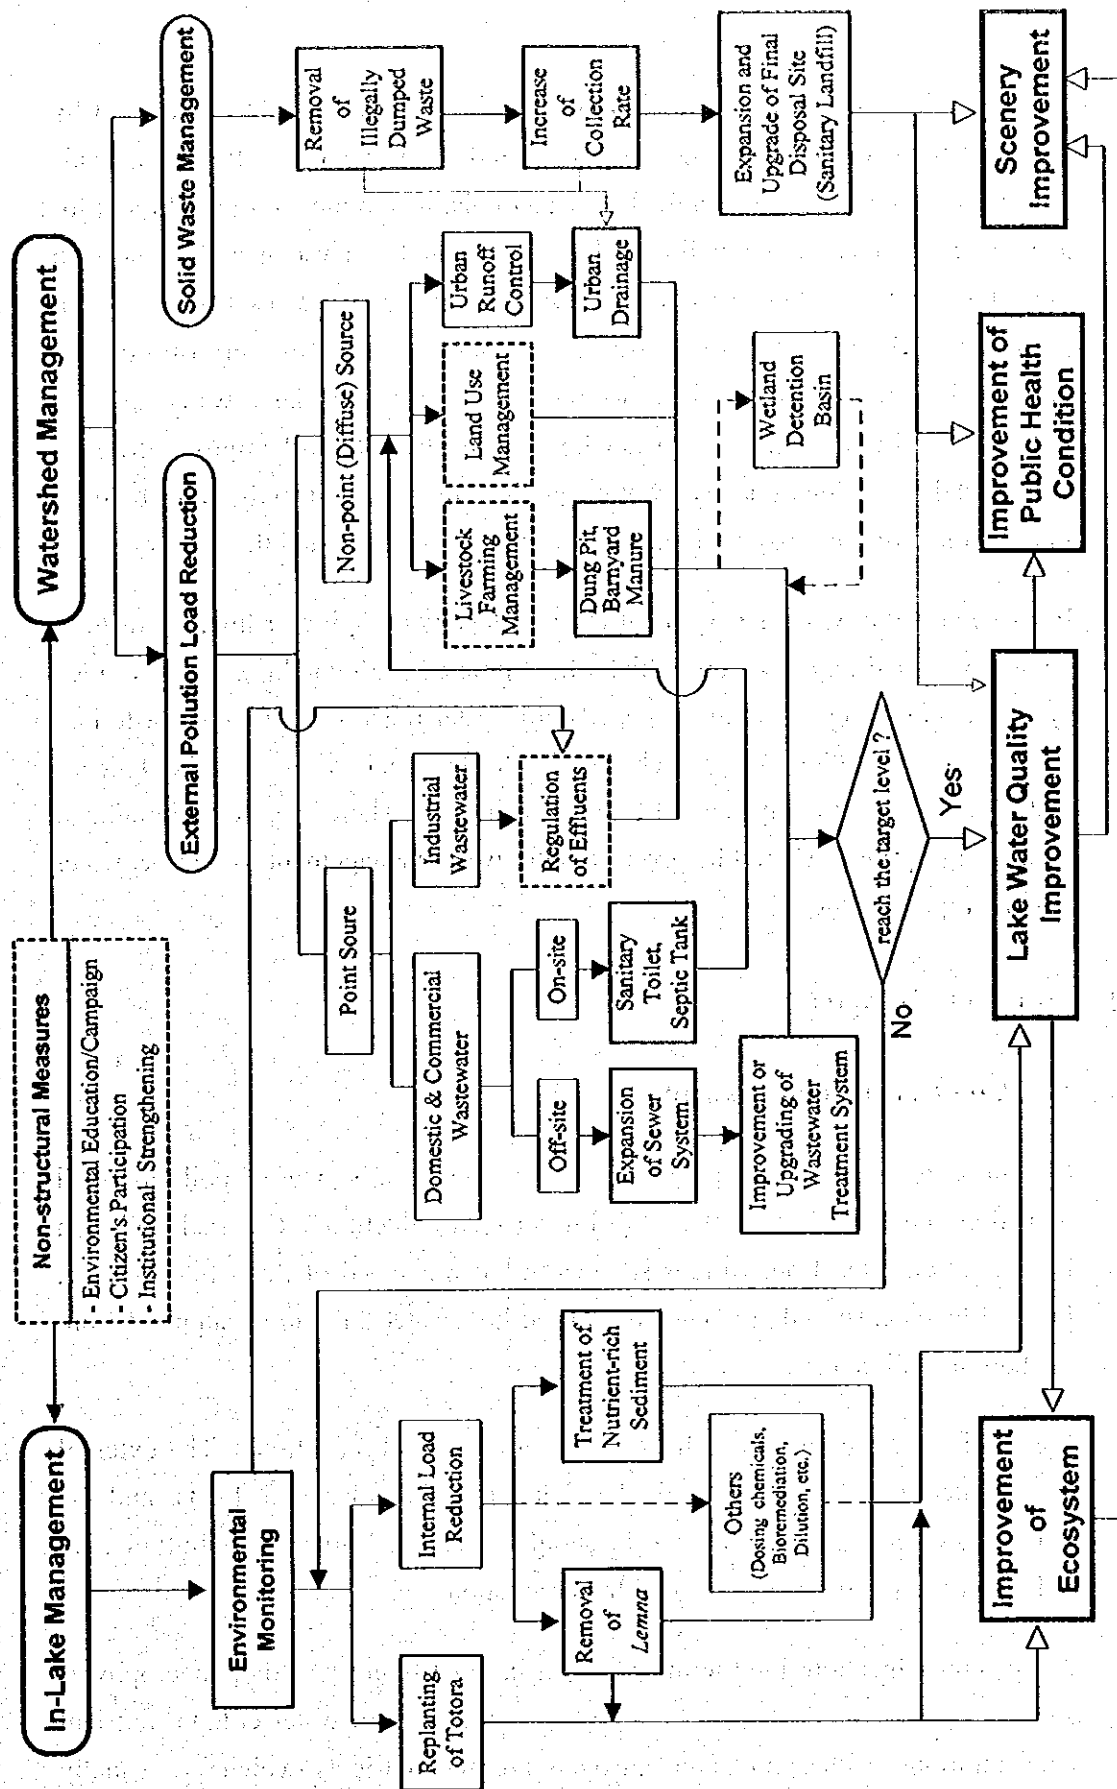 Non-structural Measures
- Environmental Education/Campaign
- Citizen's Participation
- Institutional Strengthening
In-Lake Management
Watershed Management
External Pollution Load Reduction
Solid Waste Management
Environmental
Monitoring
Point Soure
Non-point (Diffuse) Source
Removal
of
Illegally
Dumped
Waste
Replanting
of Totora
Internal Load
Reduction
Domestic & Commercial
Wastewater
Industrial
Wastewater
Livestock
Farming
Management
Land Use
Management
Urban
Runoff
Control
Increase
of
Collection
Rate
Off-site
On-site
Regulation
of Effluents
Removal
of
Lemna
Treatment of
Nutrient-rich
Sediment
Expansion
of Sewer
System
Sanitary
Toilet,
Septic Tank
Dung Pit,
Barnyard
Manure
Urban
Drainage
Others
(Dosing chemicals,
Bioremediation,
Dilution, etc.)
Improvement or
Upgrading of
Wastewater
Treatment System
Wetland
Detention
Basin
Expansion and
Upgrade of Final
Disposal Site
(Sanitary Landfill)
reach the target level ?
No
Yes
Improvement
of
Ecosystem
Lake Water Quality
Improvement
Improvement of
Public Health
Condition
Scenery
Improvement